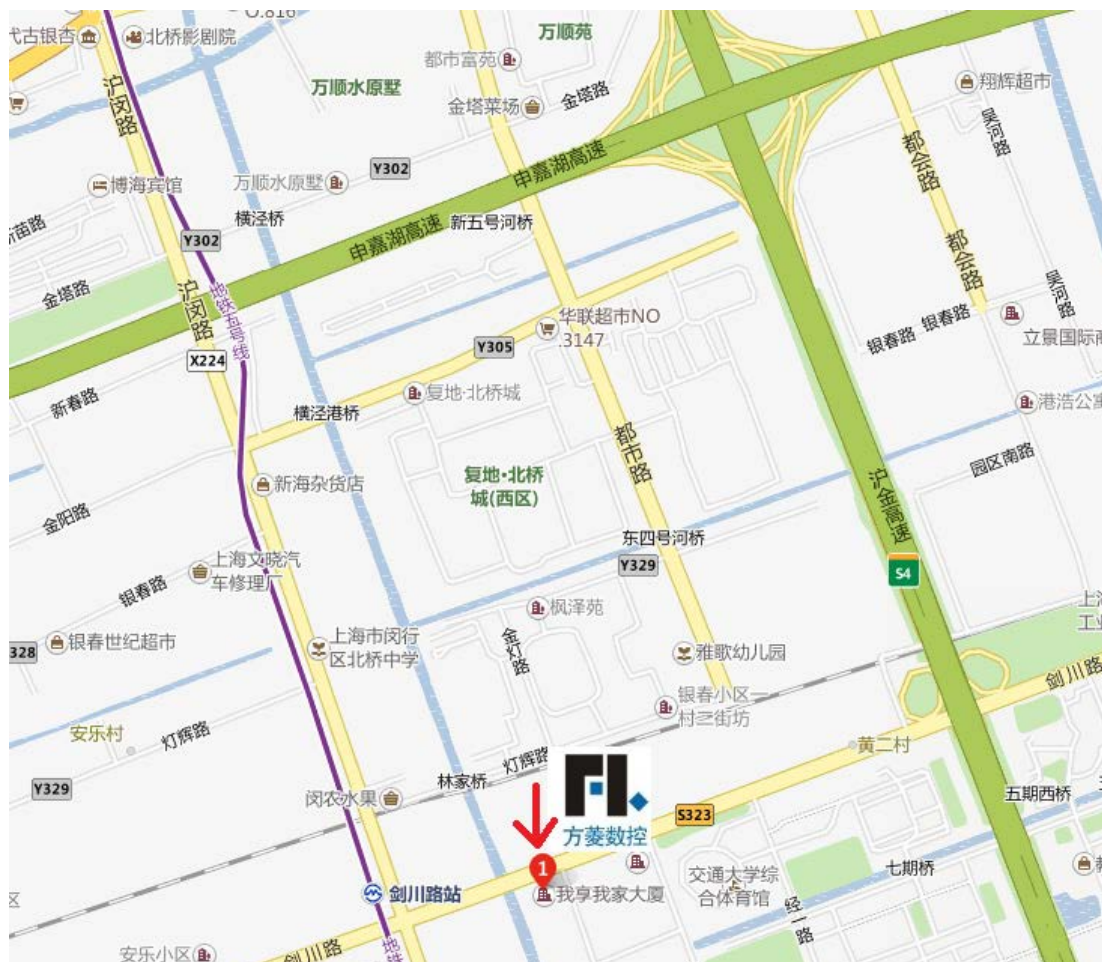 O.816
代古银杏
北桥影剧院
万顺苑
都市富苑
万顺水原墅
金塔菜场
金塔路
翔辉超市
吴河路
沪闵路
都会路
Y302
申嘉湖高速
博海宾馆
万顺水原墅
横泾桥
新五号河桥
Y302
申嘉湖高速
都会路
金塔路
沪闵路
地铁五号线
吴河路
华联超市NO
.3147
银春路
银春路
立景国际商
Y305
X224
新春路
复地·北桥城
港浩公寓
横泾港桥
都市路
园区南路
复地·北桥
城(西区)
新海杂货店
沪金高速
金阳路
东四号河桥
Y329
上海文晓汽
车修理厂
S4
银春路
枫泽苑
金灯路
328
银春世纪超市
上海市闵行
区北桥中学
雅歌幼儿园
剑川路
银春小区一
村二街坊
安乐村
灯辉路
黄二村
灯辉路
林家桥
Y329
闵农水果
五期西桥
S323
方菱数控
1
七期桥
交通大学综
合体育馆
剑川路站
我享我家大厦
经一路
安乐小区
剑川路
地铁